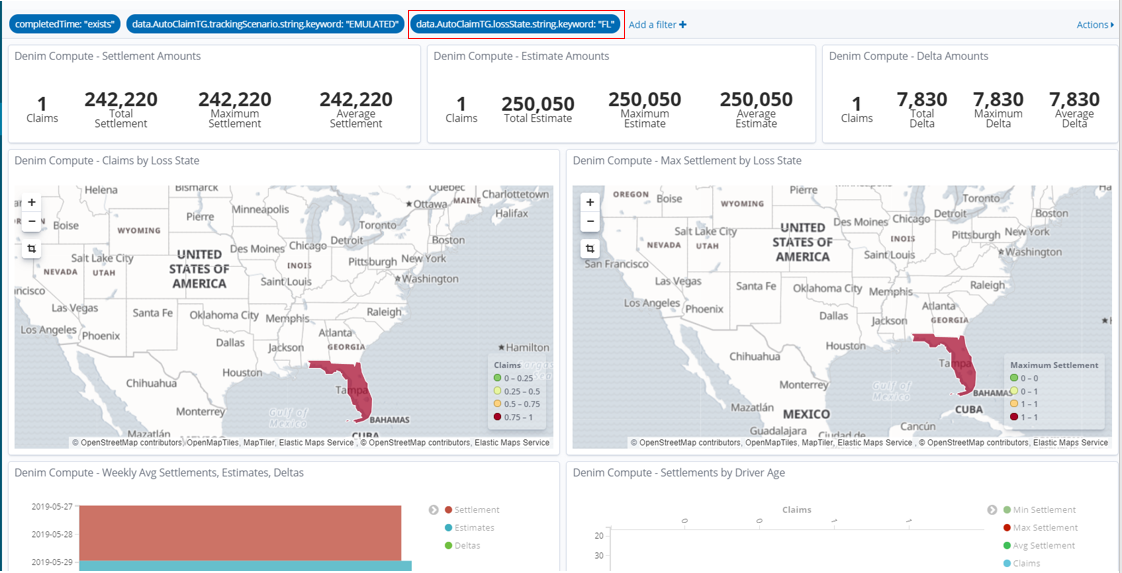 completedTime: "exists"
data.AutoClaimTG.trackingScenario.string.keyword: "EMULATED"
data.AutoClaimTG.lossState.string.keyword: "FL"
Add a filter +
Actions
Denim Compute - Settlement Amounts
1
Claims
242,220
Total
Settlement
242,220
Maximum
Settlement
242,220
Average
Settlement
Denim Compute - Estimate Amounts
1
Claims
250,050
Total Estimate
250,050
Maximum
Estimate
250,050
Average
Estimate
Denim Compute - Delta Amounts
1
Claims
7,830
Total
Delta
7,830
Maximum
Delta
7,830
Average
Delta
Denim Compute - Claims by Loss State
+
−
Helena
Bismarck
Quebec
Charlottetown
Ottawa
MAINE
Halifax
Pierre
Minneapolis
Toronto
Boise
WYOMING
Boston
Des Moines
Chicago
Detroit
UNITED
STATES OF
AMERICA
Salt Lake City
Pittsburgh
New York
NEVADA
UTAH
INOIS
Washington
Saint Louis
ncisco
Las Vegas
Santa Fe
Oklahoma City
Memphis
Raleigh
Los Angeles
Phoenix
Atlanta
Dallas
Jackson
GEORGIA
Hamilton
Houston
Chihuahua
Tampa
Monterrey
Gulf of
Mexico
BAHAMAS
Mazatlán
CUBA
Claims
0 – 0.25
0.25 – 0.5
0.5 – 0.75
0.75 – 1
© OpenStreetMap contributors, OpenMapTiles, MapTiler, Elastic Maps Service , © OpenStreetMap contributors, Elastic Maps Service
Denim Compute - Max Settlement by Loss State
+
−
OREGON
Boise
Pierre
Toronto
WYOMING
Des Moines
Chicago
Detroit
Boston
UNITED
STATES OF
AMERICA
Salt Lake City
Pittsburgh
New York
NEVADA
UTAH
INOIS
Washington
San Francisco
Saint Louis
Las Vegas
Santa Fe
Oklahoma City
Memphis
Raleigh
Los Angeles
Phoenix
Atlanta
Dallas
Jackson
GEORGIA
Houston
Chihuahua
Tampa
Monterrey
Gulf of
Mexico
BAHAMAS
Mazatlán
MEXICO
CUBA
Guadalajara
Cancún
Ciudad de
Maximum Settlement
0 – 0
0 – 1
1 – 1
1 – 1
© OpenStreetMap contributors, OpenMapTiles, MapTiler, Elastic Maps Service , © OpenStreetMap contributors, Elastic Maps Service
Denim Compute - Weekly Avg Settlements, Estimates, Deltas
2019-05-27
2019-05-28
2019-05-29
Settlement
Estimates
Deltas
Denim Compute - Settlements by Driver Age
Claims
0
0
20
30
Min Settlement
Max Settlement
Avg Settlement
Claims